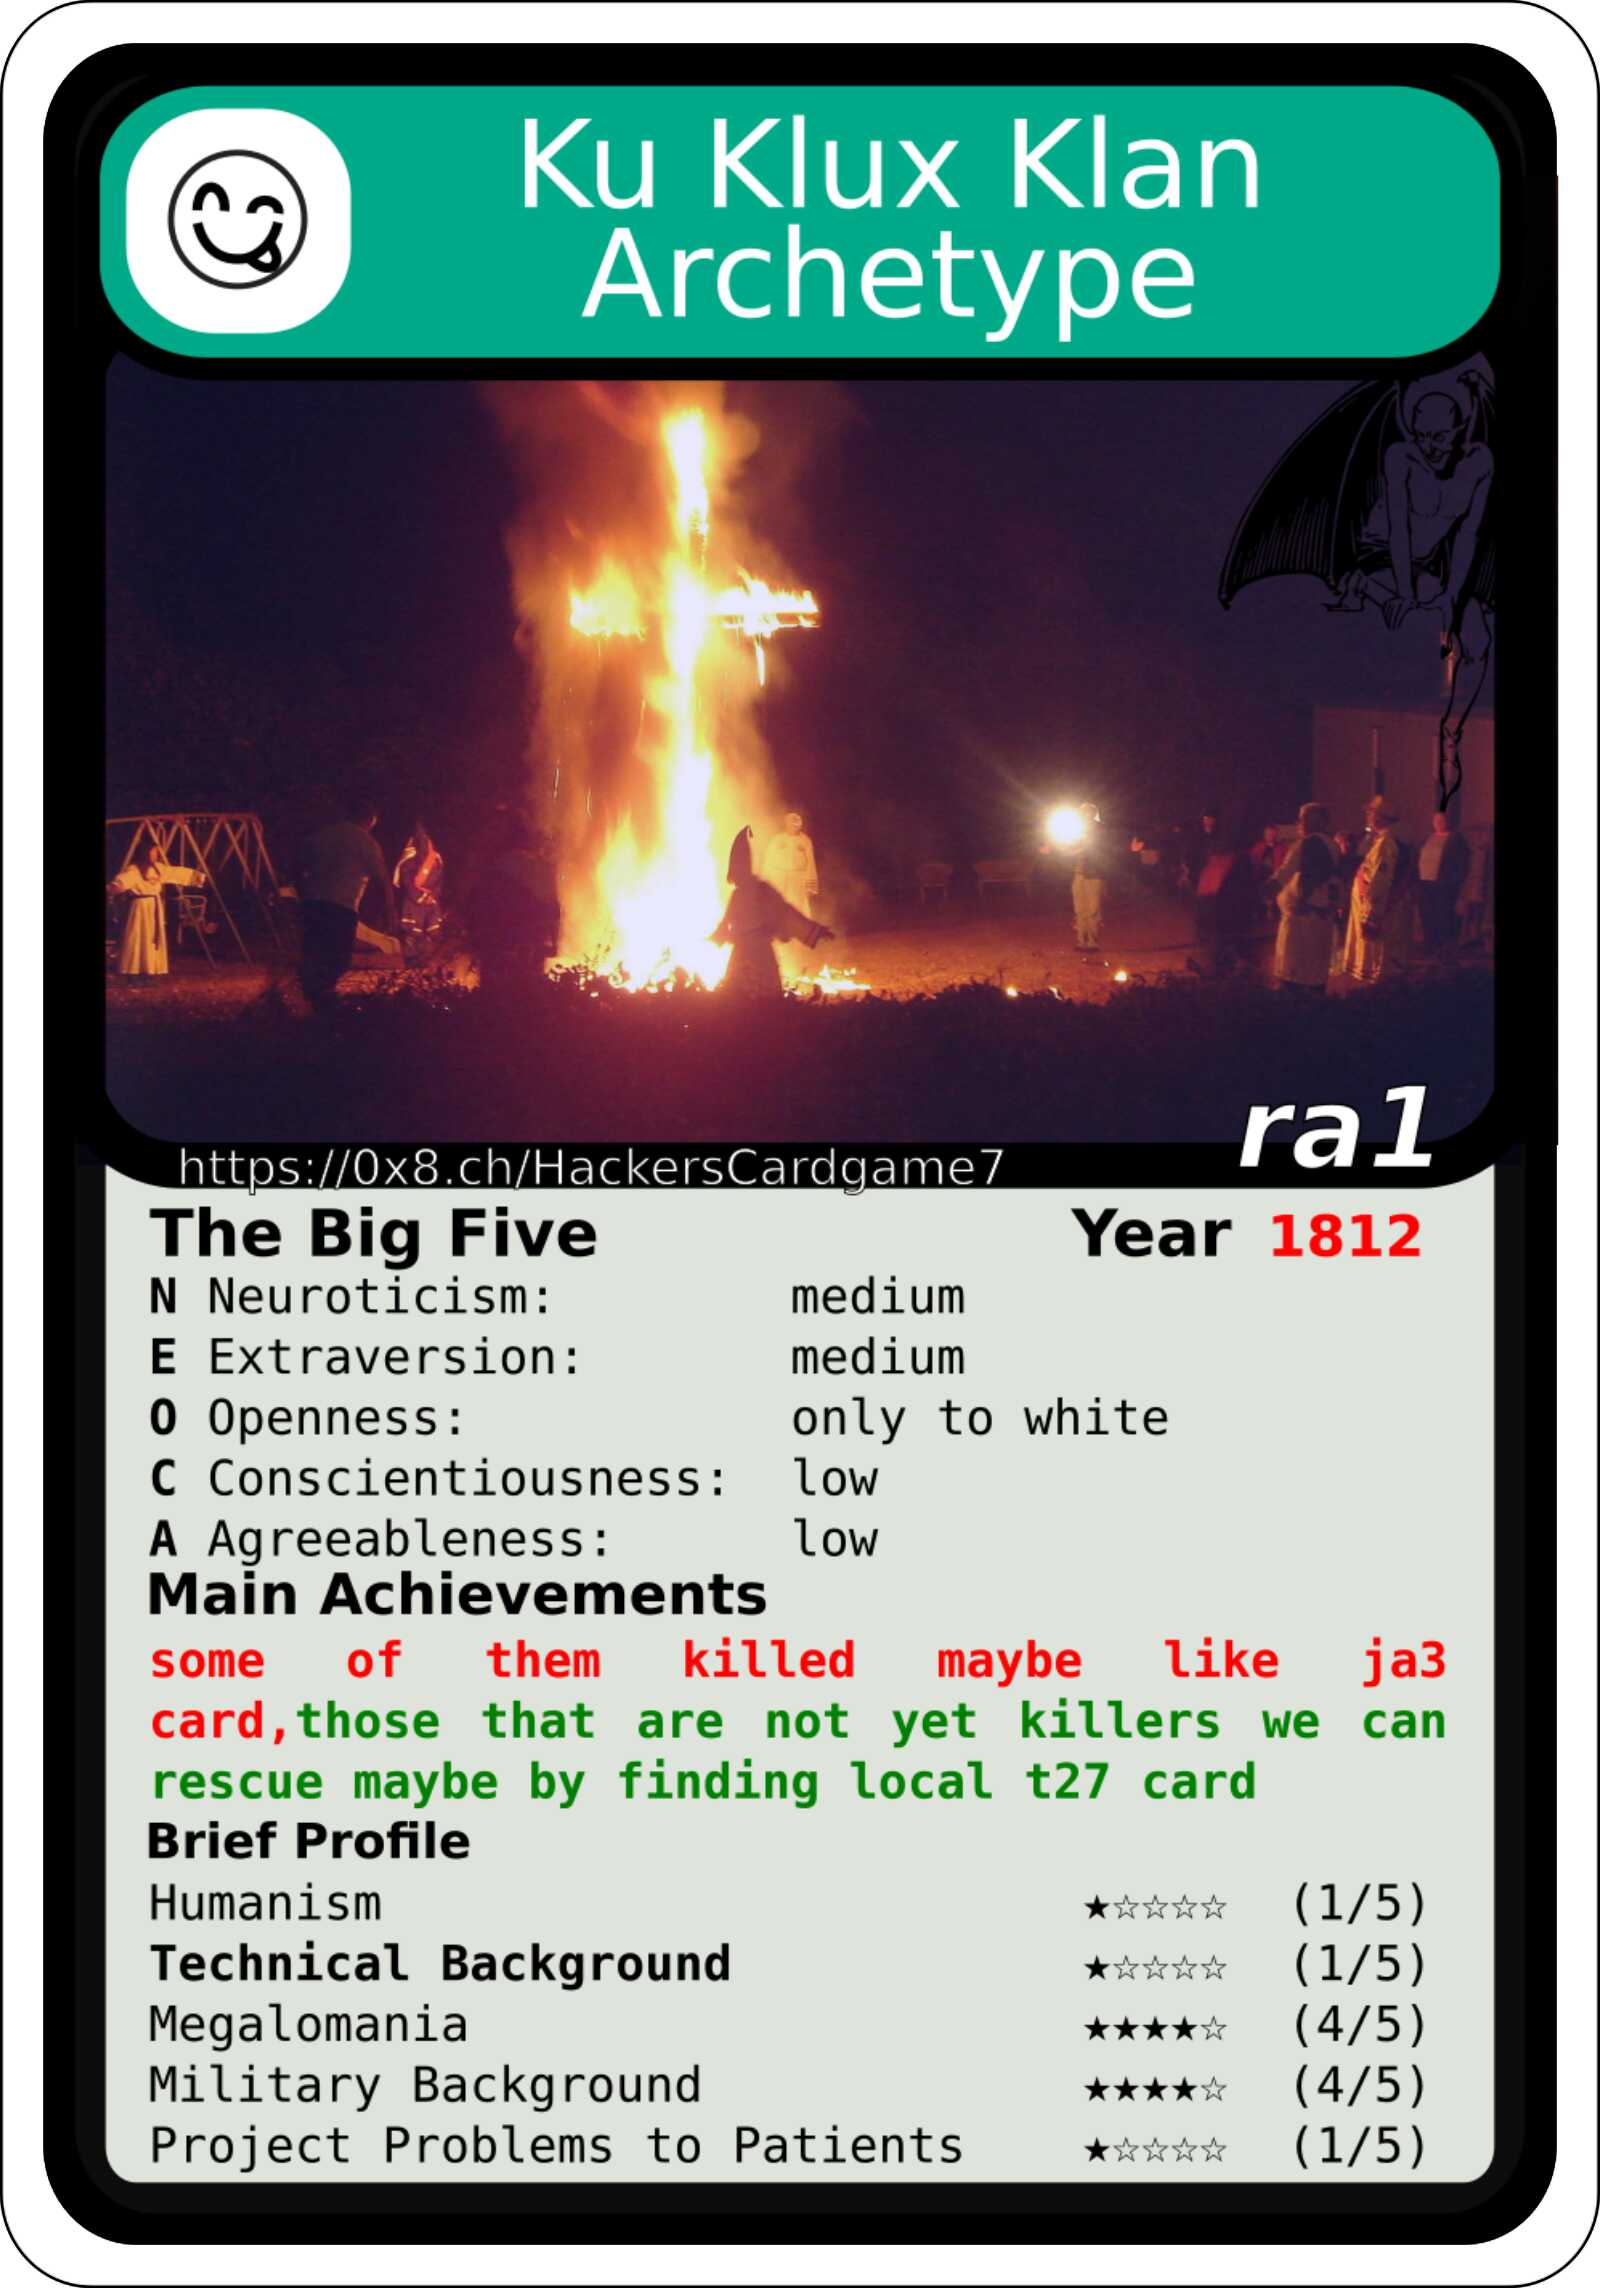 Ku Klux Klan
Archetype
ra1
https://0x8.ch/HackersCardgame7
The Big Five Year 1812
N Neuroticism: medium
E Extraversion: medium
O Openness: only to white
C Conscientiousness: low
A Agreeableness: low
Main Achievements
some of them killed maybe like ja3
card,those that are not yet killers we can
rescue maybe by finding local t27 card
Brief Profile
Humanism ★☆☆☆☆ (1/5)
Technical Background ★☆☆☆☆ (1/5)
Megalomania ★★★★☆ (4/5)
Military Background ★★★★☆ (4/5)
Project Problems to Patients ★☆☆☆☆ (1/5)